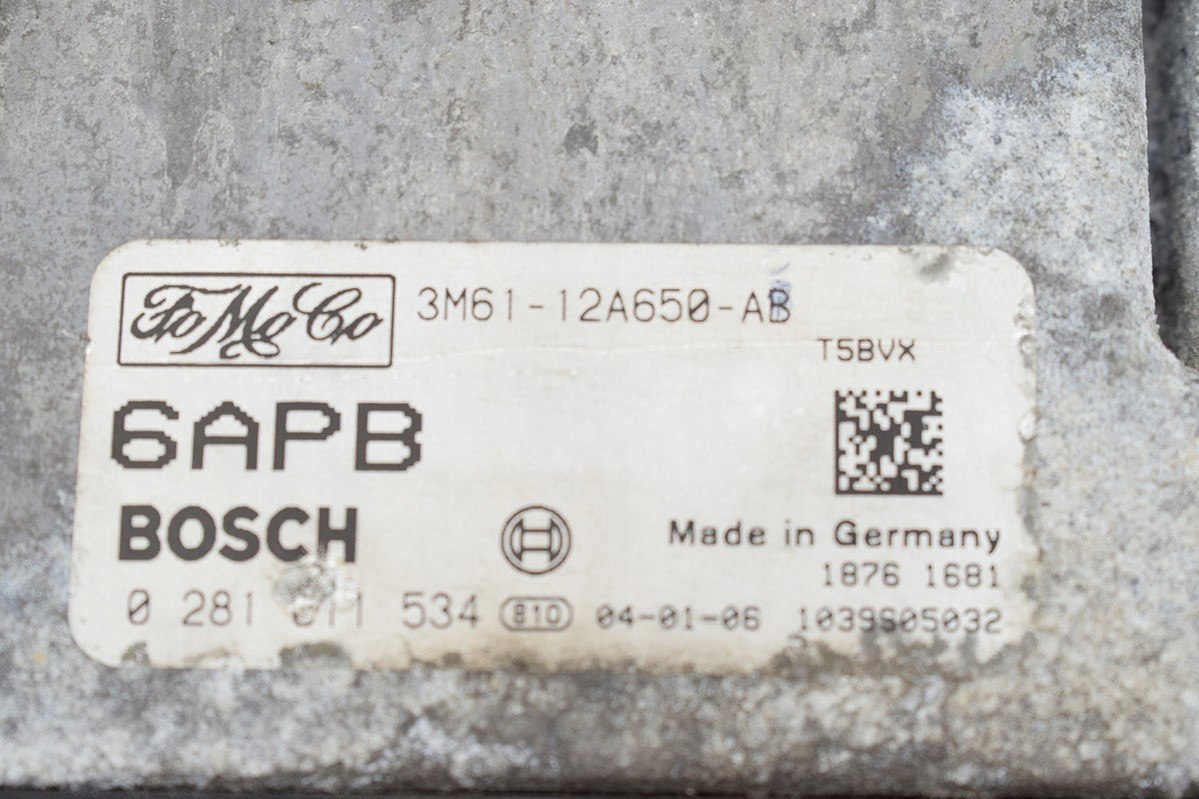 FoMoCo 3M61-12A650-AB
T5BVX
6APB
BOSCH
Made in Germany
1876 1681
0 281 011 534 810 04-01-06 1039S05032